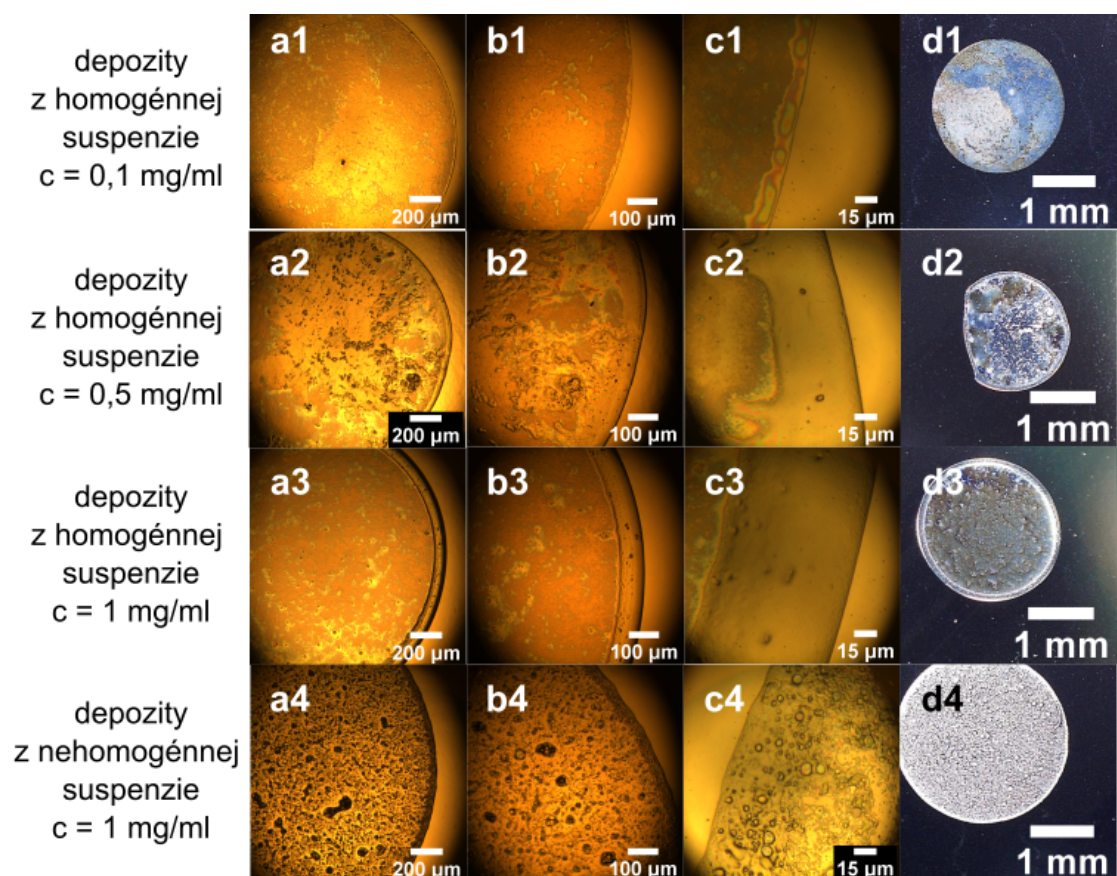 depozity
z homogénnej
suspenzie
c = 0,1 mg/ml
a1
200 µm
b1
100 µm
c1
15 µm
d1
1 mm
depozity
z homogénnej
suspenzie
c = 0,5 mg/ml
a2
200 µm
b2
100 µm
c2
15 µm
d2
1 mm
depozity
z homogénnej
suspenzie
c = 1 mg/ml
a3
200 µm
b3
100 µm
c3
15 µm
d3
1 mm
depozity
z nehomogénnej
suspenzie
c = 1 mg/ml
a4
200 µm
b4
100 µm
c4
15 µm
d4
1 mm